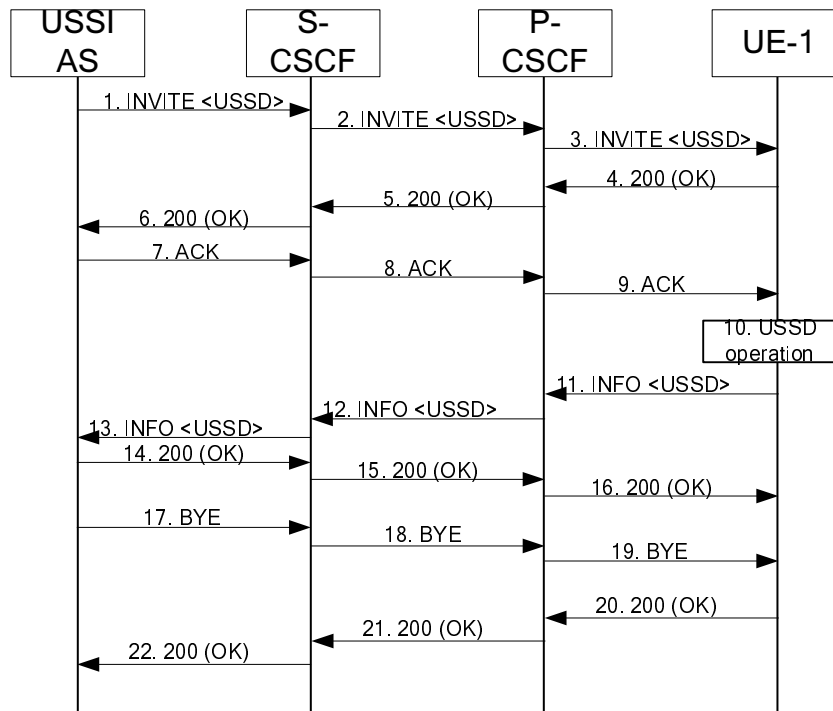 USSI
AS
S-
CSCF
P-
CSCF
UE-1
1. INVITE <USSD>
2. INVITE <USSD>
3. INVITE <USSD>
4. 200 (OK)
5. 200 (OK)
6. 200 (OK)
7. ACK
8. ACK
9. ACK
10. USSD
operation
11. INFO <USSD>
12. INFO <USSD>
13. INFO <USSD>
14. 200 (OK)
15. 200 (OK)
16. 200 (OK)
17. BYE
18. BYE
19. BYE
20. 200 (OK)
21. 200 (OK)
22. 200 (OK)